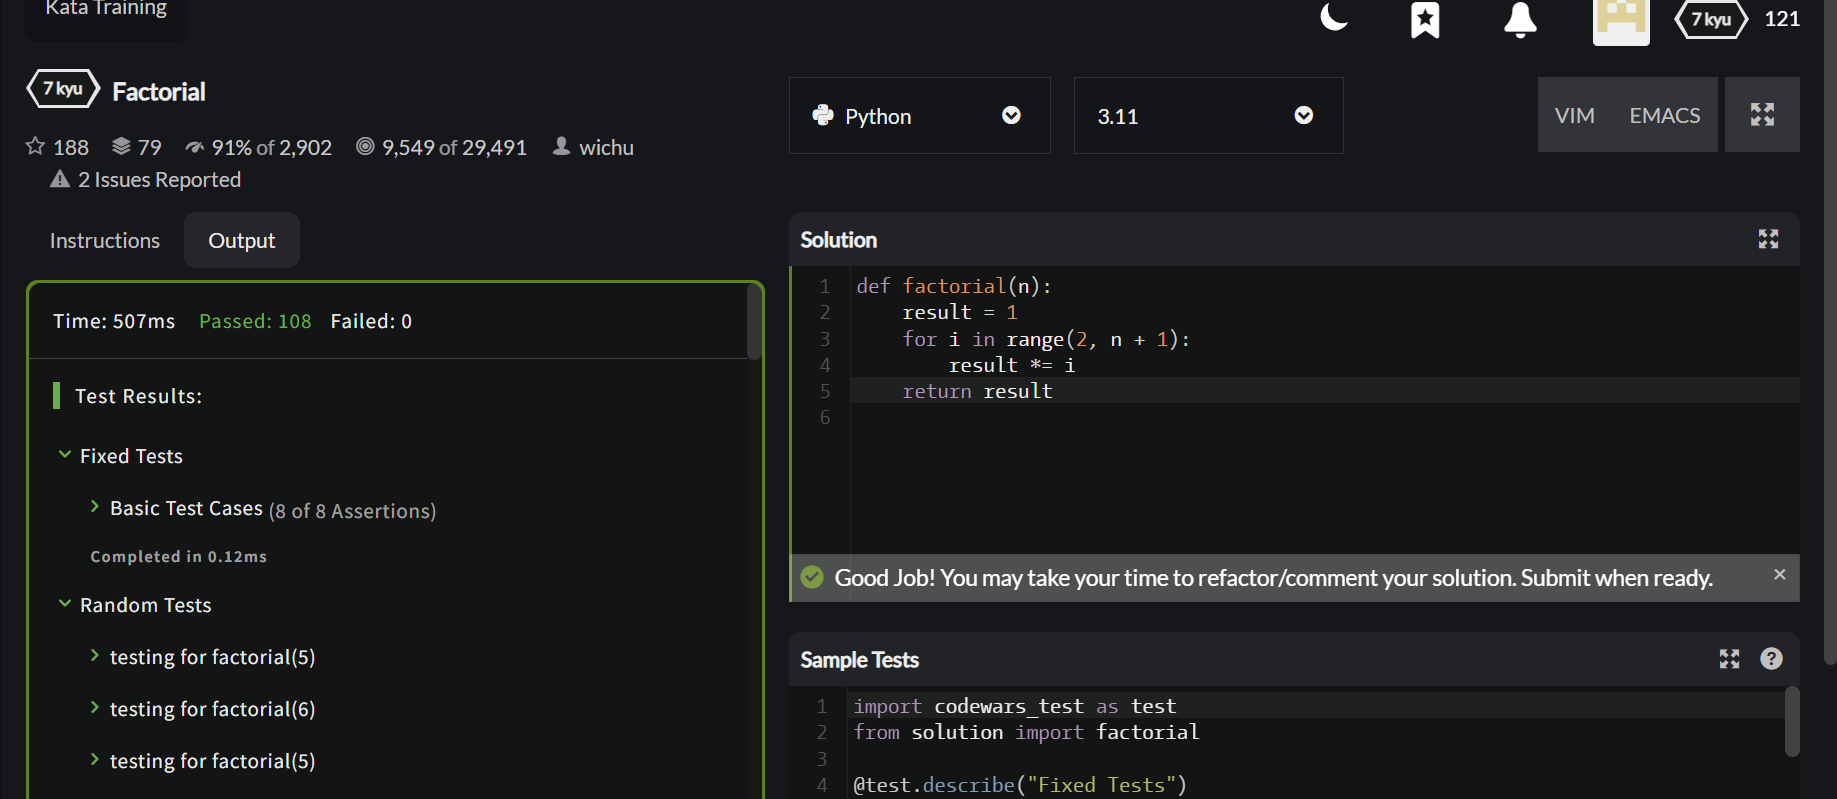 Kata Training
7 kyu
121
7 kyu Factorial
188 79 91% of 2,902 9,549 of 29,491 wichu
2 Issues Reported
Instructions Output
Time: 507ms Passed: 108 Failed: 0
Test Results:
Fixed Tests
Basic Test Cases (8 of 8 Assertions)
Completed in 0.12ms
Random Tests
testing for factorial(5)
testing for factorial(6)
testing for factorial(5)
Python 3.11 VIM EMACS
Solution
1 def factorial(n):
2     result = 1
3     for i in range(2, n + 1):
4         result *= i
5     return result
6
Good Job! You may take your time to refactor/comment your solution. Submit when ready. ×
Sample Tests ?
1 import codewars_test as test
2 from solution import factorial
3
4 @test.describe("Fixed Tests")